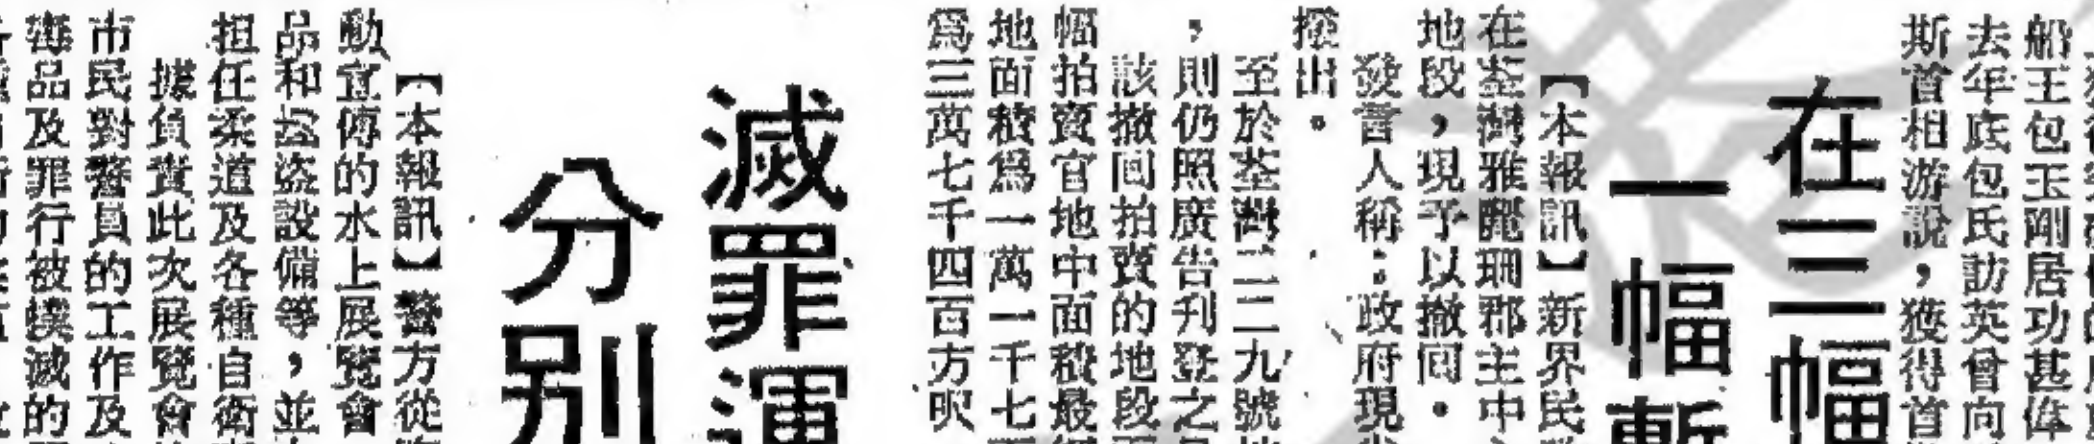 船王包玉剛居功甚偉
去年底包氏訪英曾向
斯首相游說，獲得首
在三幅
一幅暫
【本報訊】新界民
在荃灣雅麗珊郡主中
地段，現予以撤回。
發言人稱：政府現
撥出。
至於荃灣二二九號地
，則仍照廣告刊登之
該撤回拍賣的地段
幅拍賣官地中面積最
地面積爲一萬一千七
爲三萬七千四百方呎
滅罪運
分別
【本報訊】警方從
動宣傳的水上展覽會
品和盜設備等，並
担任柔道及各種自衛
據負責此次展覽會
市民對警員的工作及
毒品及罪行被撲滅的